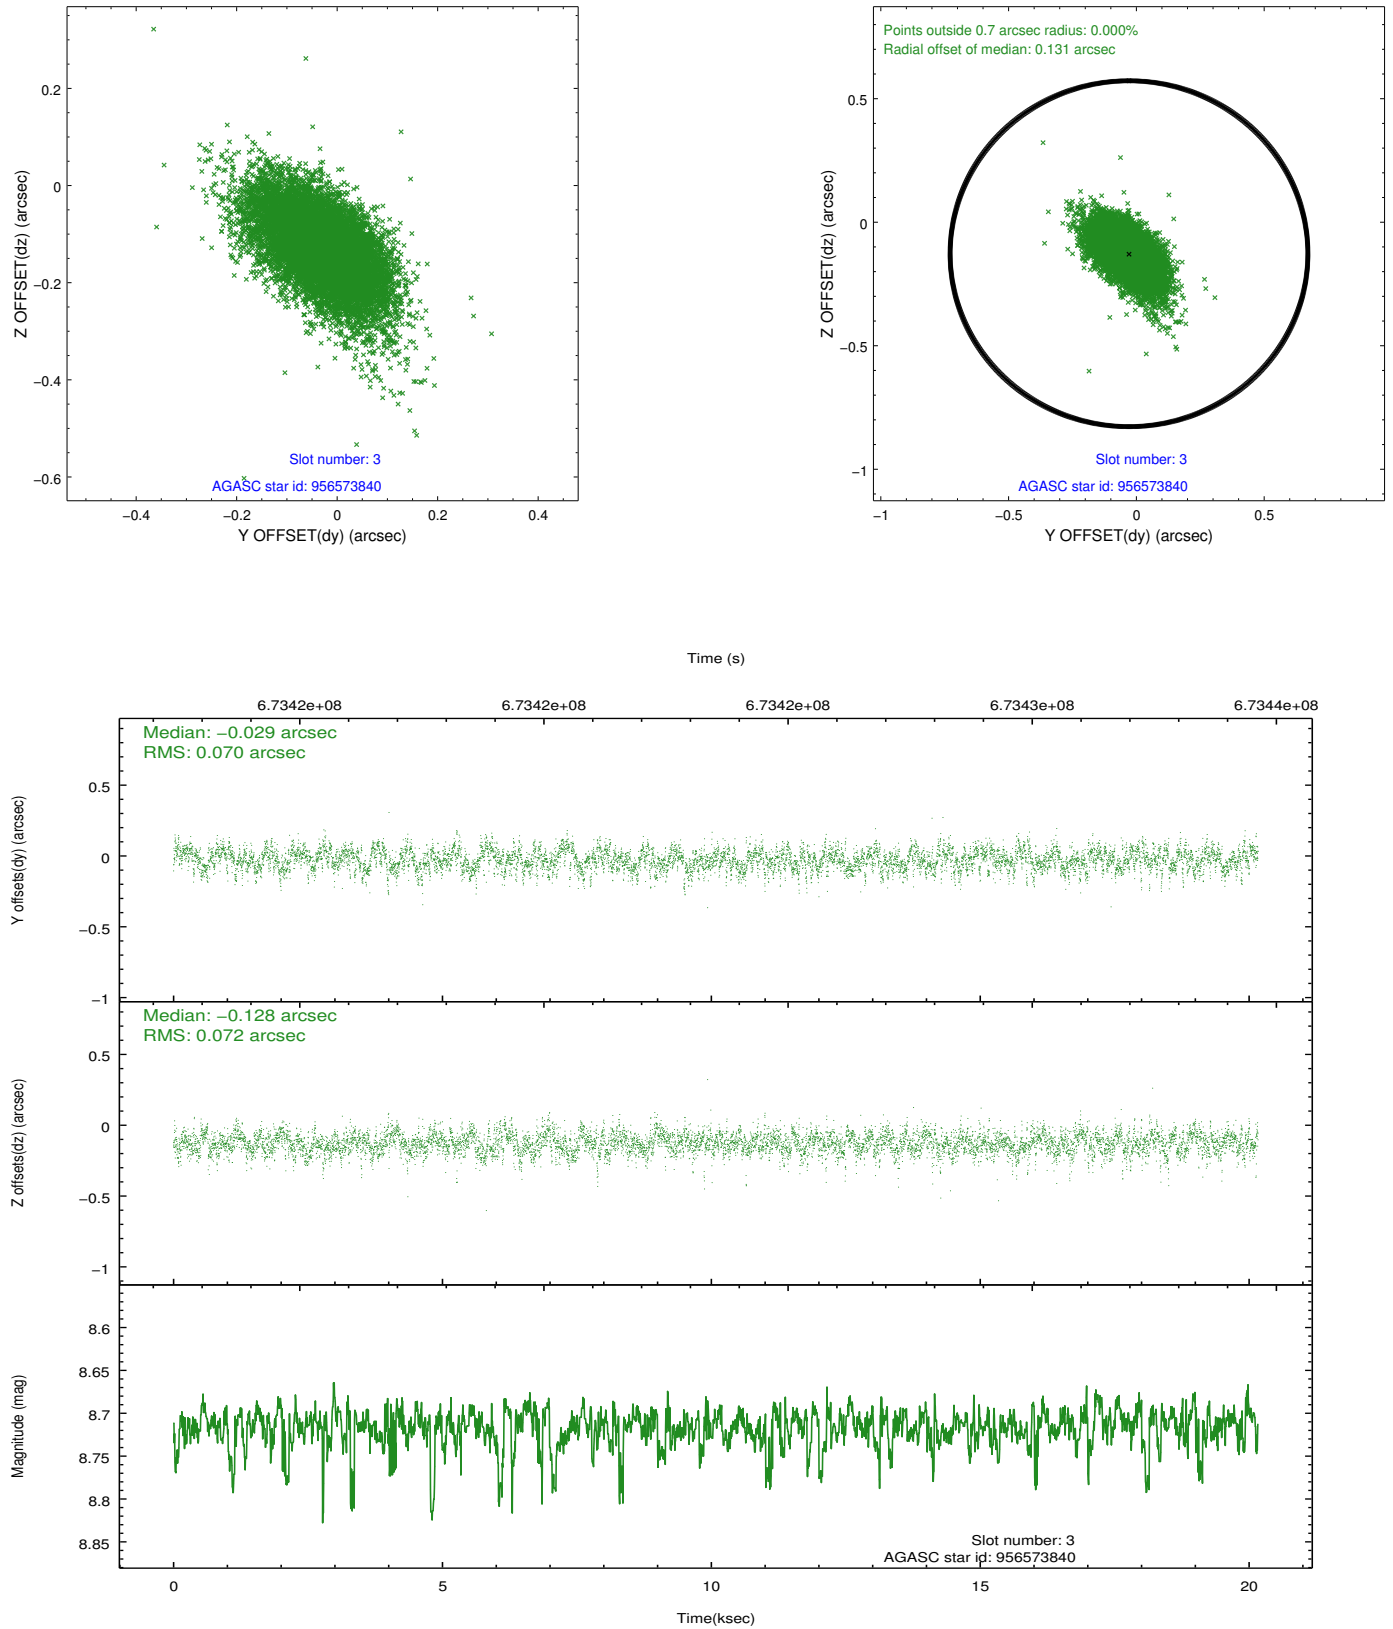 0.2
0
−0.2
−0.4
−0.6
Z OFFSET(dz) (arcsec)
Slot number: 3
AGASC star id: 956573840
−0.4 −0.2 0 0.2 0.4
Y OFFSET(dy) (arcsec)
Points outside 0.7 arcsec radius: 0.000%
Radial offset of median: 0.131 arcsec
0.5
0
−0.5
−1
Z OFFSET(dz) (arcsec)
Slot number: 3
AGASC star id: 956573840
−1 −0.5 0 0.5
Y OFFSET(dy) (arcsec)
Time (s)
6.7342e+08 6.7342e+08 6.7342e+08 6.7343e+08 6.7344e+08
Median: −0.029 arcsec
RMS: 0.070 arcsec
0.5
0
−0.5
−1
Y offsets(dy) (arcsec)
Median: −0.128 arcsec
RMS: 0.072 arcsec
0.5
0
−0.5
−1
Z offsets(dz) (arcsec)
8.6
8.65
8.7
8.75
8.8
8.85
Magnitude (mag)
Slot number: 3
AGASC star id: 956573840
0 5 10 15 20
Time(ksec)